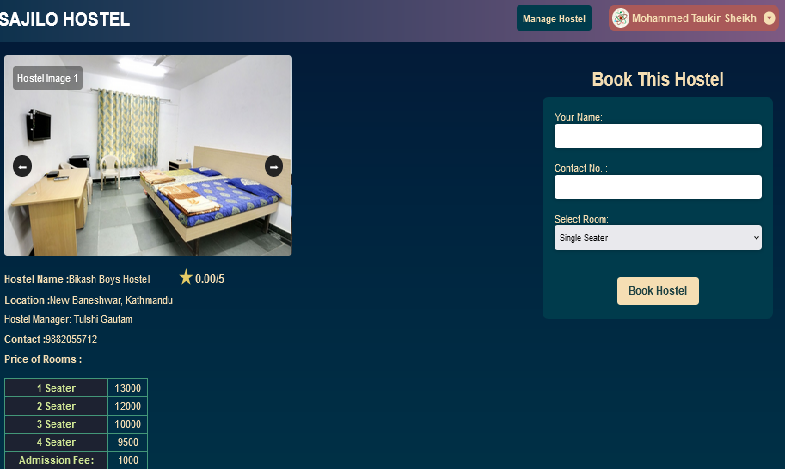 SAJILO HOSTEL
Manage Hostel
Mohammed Taukir Sheikh
Hostel Image 1
Hostel Name :Bikash Boys Hostel
0.00/5
Location :New Baneshwar, Kathmandu
Hostel Manager: Tulshi Gautam
Contact :9882055712
Price of Rooms :
1 Seater 13000
2 Seater 12000
3 Seater 10000
4 Seater 9500
Admission Fee: 1000
Book This Hostel
Your Name:
Contact No. :
Select Room:
Single Seater
Book Hostel